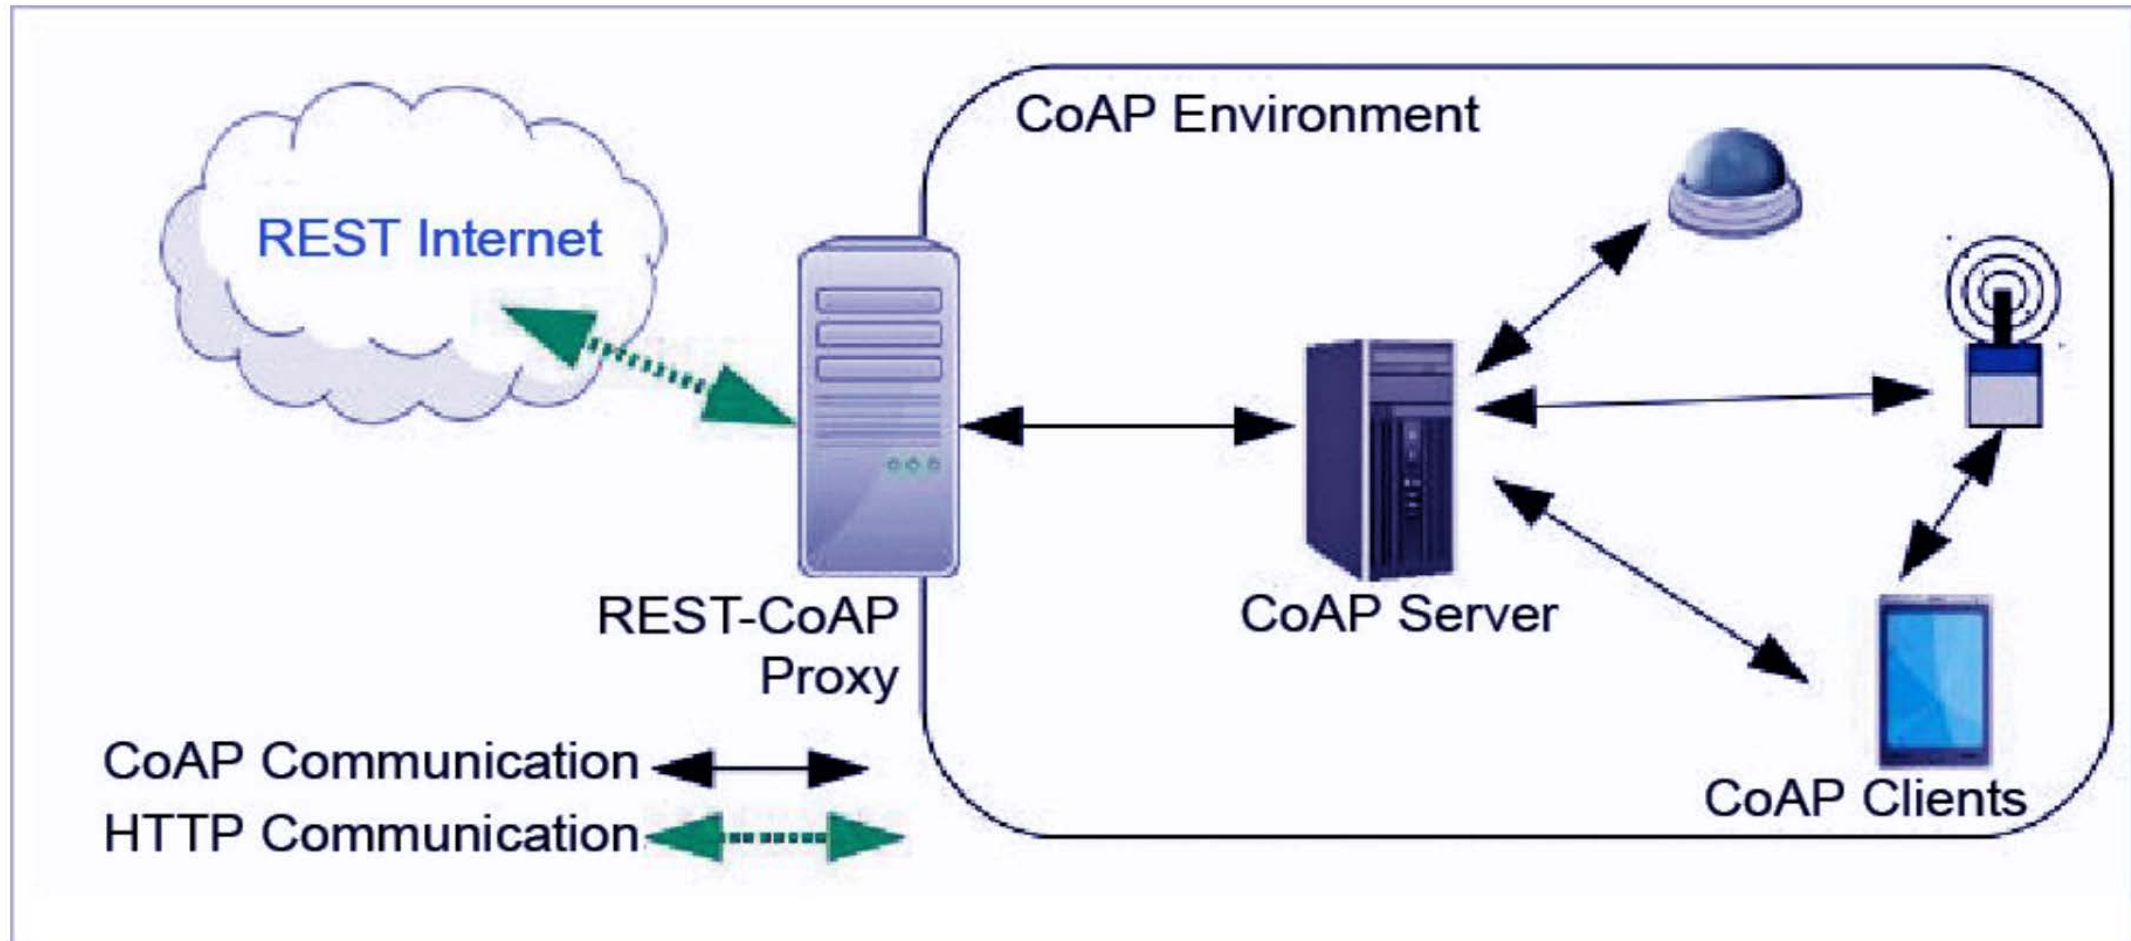 CoAP Environment
REST Internet
REST-CoAP
Proxy
CoAP Server
CoAP Clients
CoAP Communication
HTTP Communication